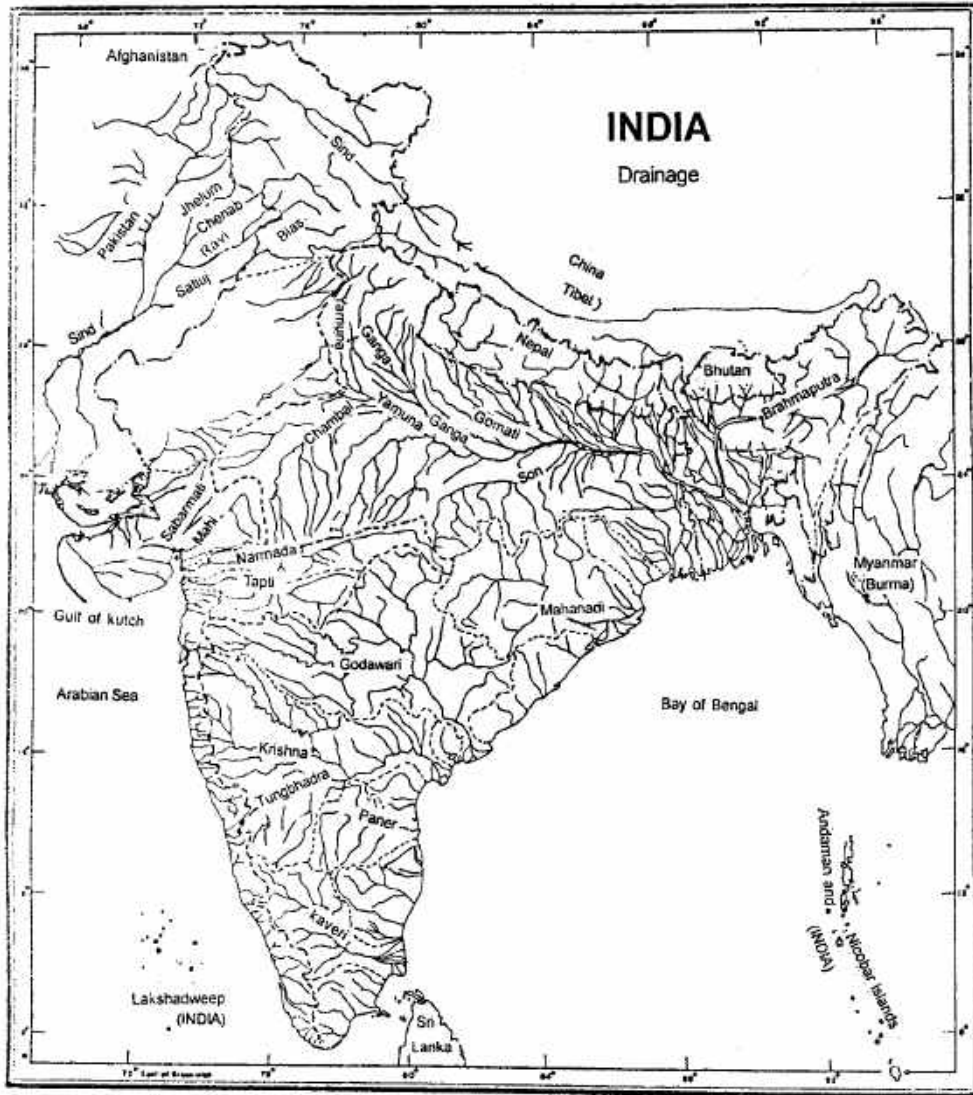 Afghanistan
INDIA
Drainage
Sind
Jhelum
Chenab
Ravi
Bias
Pakistan
Satluj
Sind
China
Tibet )
Yamuna
Ganga
Nepal
Bhutan
Brahmaputra
Chambal
Yamuna
Ganga
Gomati
Son
Sabarmati
Mahi
Narmada
Tapti
Myanmar
(Burma)
Gulf of kutch
Mahanadi
Godawari
Arabian Sea
Bay of Bengal
Krishna
Tungbhadra
Paner
Andaman and
Nicobar Islands
(INDIA)
kaveri
Lakshadweep
(INDIA)
Sri
Lanka